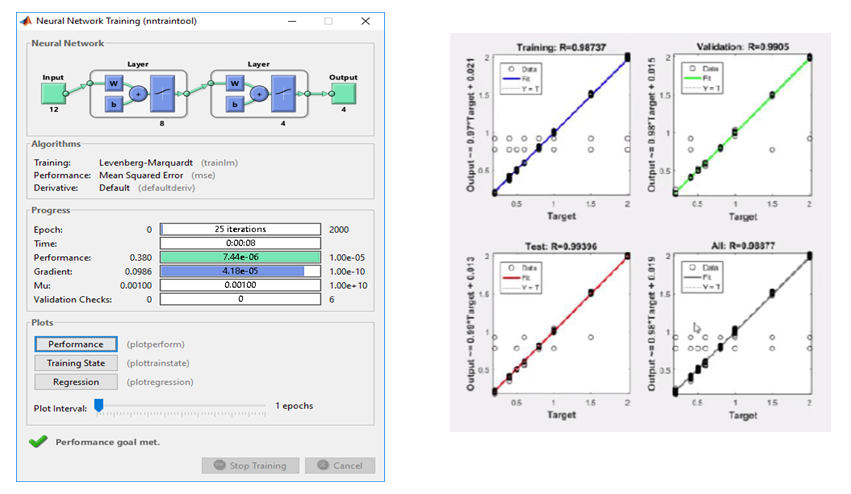 Neural Network Training (nntraintool)
Neural Network
Layer
Layer
Input
Output
W
b
+
W
b
+
12
8
4
4
Algorithms
Training: Levenberg-Marquardt (trainlm)
Performance: Mean Squared Error (mse)
Derivative: Default (defaultderiv)
Progress
Epoch: 0 25 iterations 2000
Time: 0:00:08
Performance: 0.380 7.44e-06 1.00e-05
Gradient: 0.0986 4.18e-05 1.00e-10
Mu: 0.00100 0.00100 1.00e+10
Validation Checks: 0 0 6
Plots
Performance (plotperform)
Training State (plottrainstate)
Regression (plotregression)
Plot Interval: 1 epochs
Performance goal met.
Stop Training Cancel
Training: R=0.98737
Output ~= 0.97*Target + 0.021
Data
Fit
Y = T
2
1.5
1
0.5
0.5 1 1.5 2
Target
Validation: R=0.9905
Output ~= 0.98*Target + 0.015
Data
Fit
Y = T
2
1.5
1
0.5
0.5 1 1.5 2
Target
Test: R=0.99396
Output ~= 0.99*Target + 0.013
Data
Fit
Y = T
2
1.5
1
0.5
0.5 1 1.5 2
Target
All: R=0.98877
Output ~= 0.98*Target + 0.019
Data
Fit
Y = T
2
1.5
1
0.5
0.5 1 1.5 2
Target